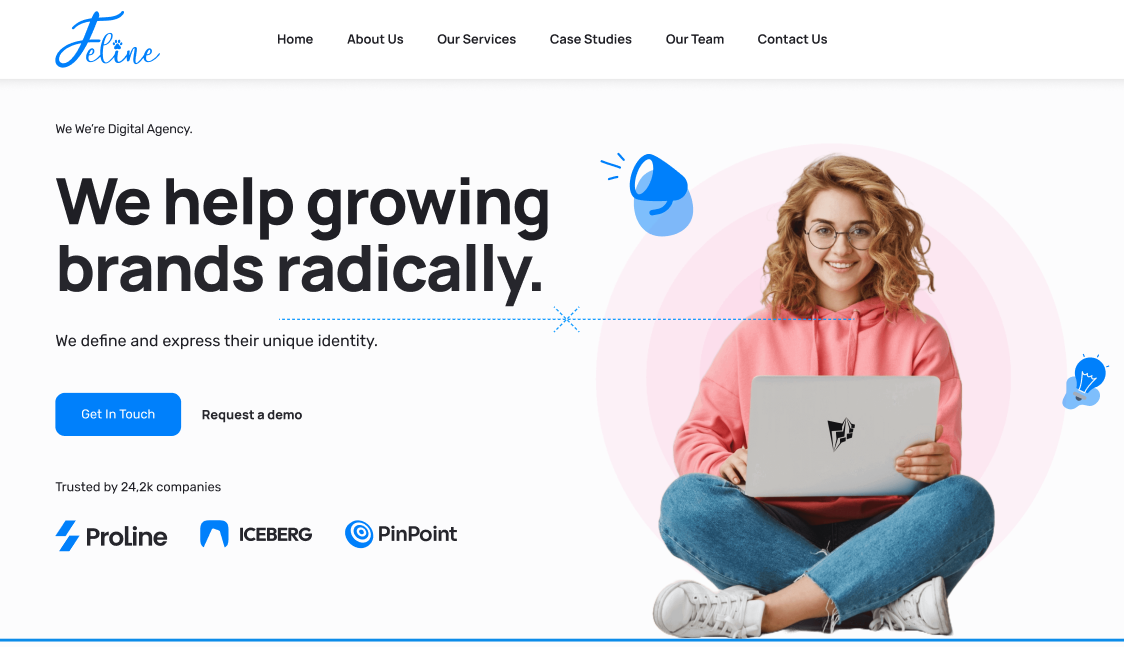 Feline
Home About Us Our Services Case Studies Our Team Contact Us
We We’re Digital Agency.
We help growing
brands radically.
We define and express their unique identity.
Get In Touch Request a demo
Trusted by 24,2k companies
ProLine ICEBERG PinPoint